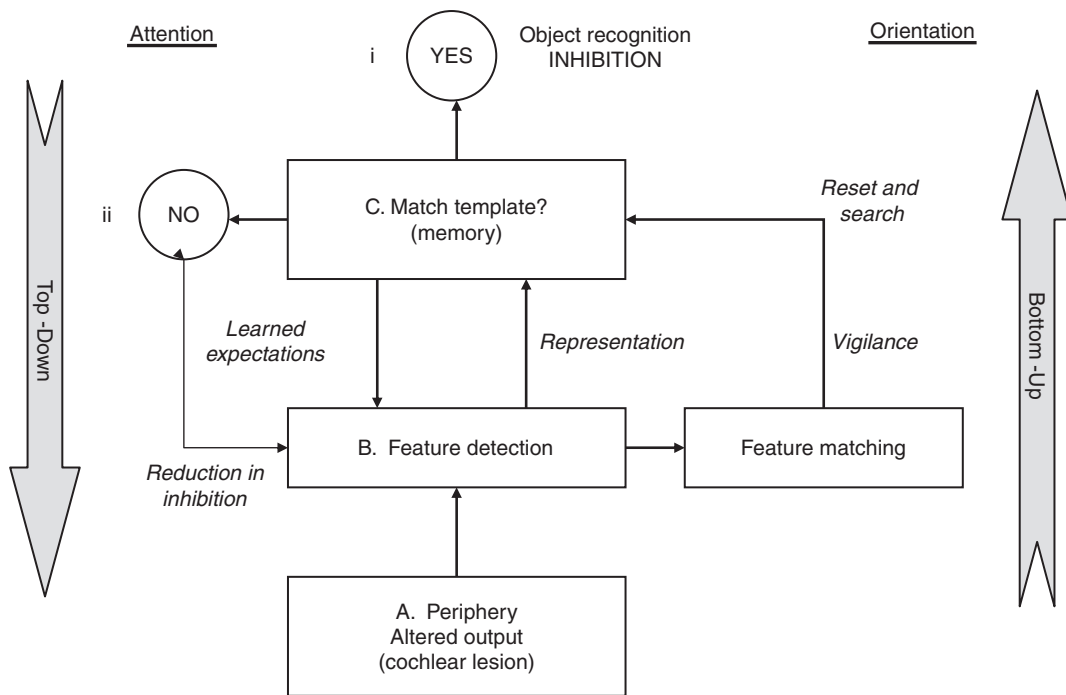 Attention
i
YES
Object recognition
INHIBITION
Orientation
ii
NO
C. Match template?
(memory)
Reset and
search
Top -Down
Learned
expectations
Representation
Vigilance
Bottom -Up
Reduction in
inhibition
B. Feature detection
Feature matching
A. Periphery
Altered output
(cochlear lesion)